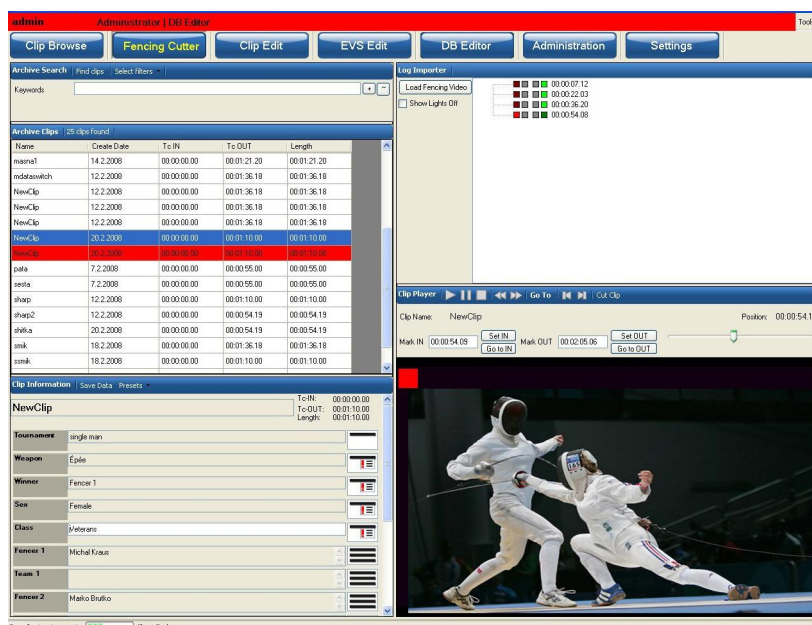 admin Administrator | DB Editor Tool
Clip Browse Fencing Cutter Clip Edit EVS Edit DB Editor Administration Settings
Archive Search Find clips Select filters
Keywords
Archive Clips 25 clips found
Name Create Date Tc IN Tc OUT Length
masna1 14.2.2008 00:00:00.00 00:01:21.20 00:01:21.20
mdataswitch 12.2.2008 00:00:00.00 00:01:36.18 00:01:36.18
NewClip 12.2.2008 00:00:00.00 00:01:36.18 00:01:36.18
NewClip 12.2.2008 00:00:00.00 00:01:36.18 00:01:36.18
NewClip 12.2.2008 00:00:00.00 00:01:36.18 00:01:36.18
NewClip 20.2.2008 00:00:00.00 00:01:10.00 00:01:10.00
NewClip 20.2.2008 00:00:00.00 00:01:10.00 00:01:10.00
pata 7.2.2008 00:00:00.00 00:00:55.00 00:00:55.00
sesta 7.2.2008 00:00:00.00 00:00:55.00 00:00:55.00
sharp 12.2.2008 00:00:00.00 00:01:10.00 00:01:10.00
sharp2 12.2.2008 00:00:00.00 00:00:54.19 00:00:54.19
shitka 20.2.2008 00:00:00.00 00:00:54.19 00:00:54.19
smik 18.2.2008 00:00:00.00 00:01:36.18 00:01:36.18
ssmik 18.2.2008 00:00:00.00 00:01:10.00 00:01:10.00
Clip Information Save Data Presets
NewClip
Tc-IN: 00:00:00.00
Tc-OUT: 00:01:10.00
Length: 00:01:10.00
Tournament single man
Weapon Épée
Winner Fencer 1
Sex Female
Class Veterans
Fencer 1 Michal Kraus
Team 1
Fencer 2 Marko Brutko
Log Importer
Load Fencing Video
Show Lights Off
00:00:07.12
00:00:22.03
00:00:36.20
00:00:54.08
Clip Player Go To Cut Clip
Clip Name: NewClip Position: 00:00:54.1
Mark IN 00:00:54.09 Set IN Go to IN Mark OUT 00:02:05.06 Set OUT Go to OUT